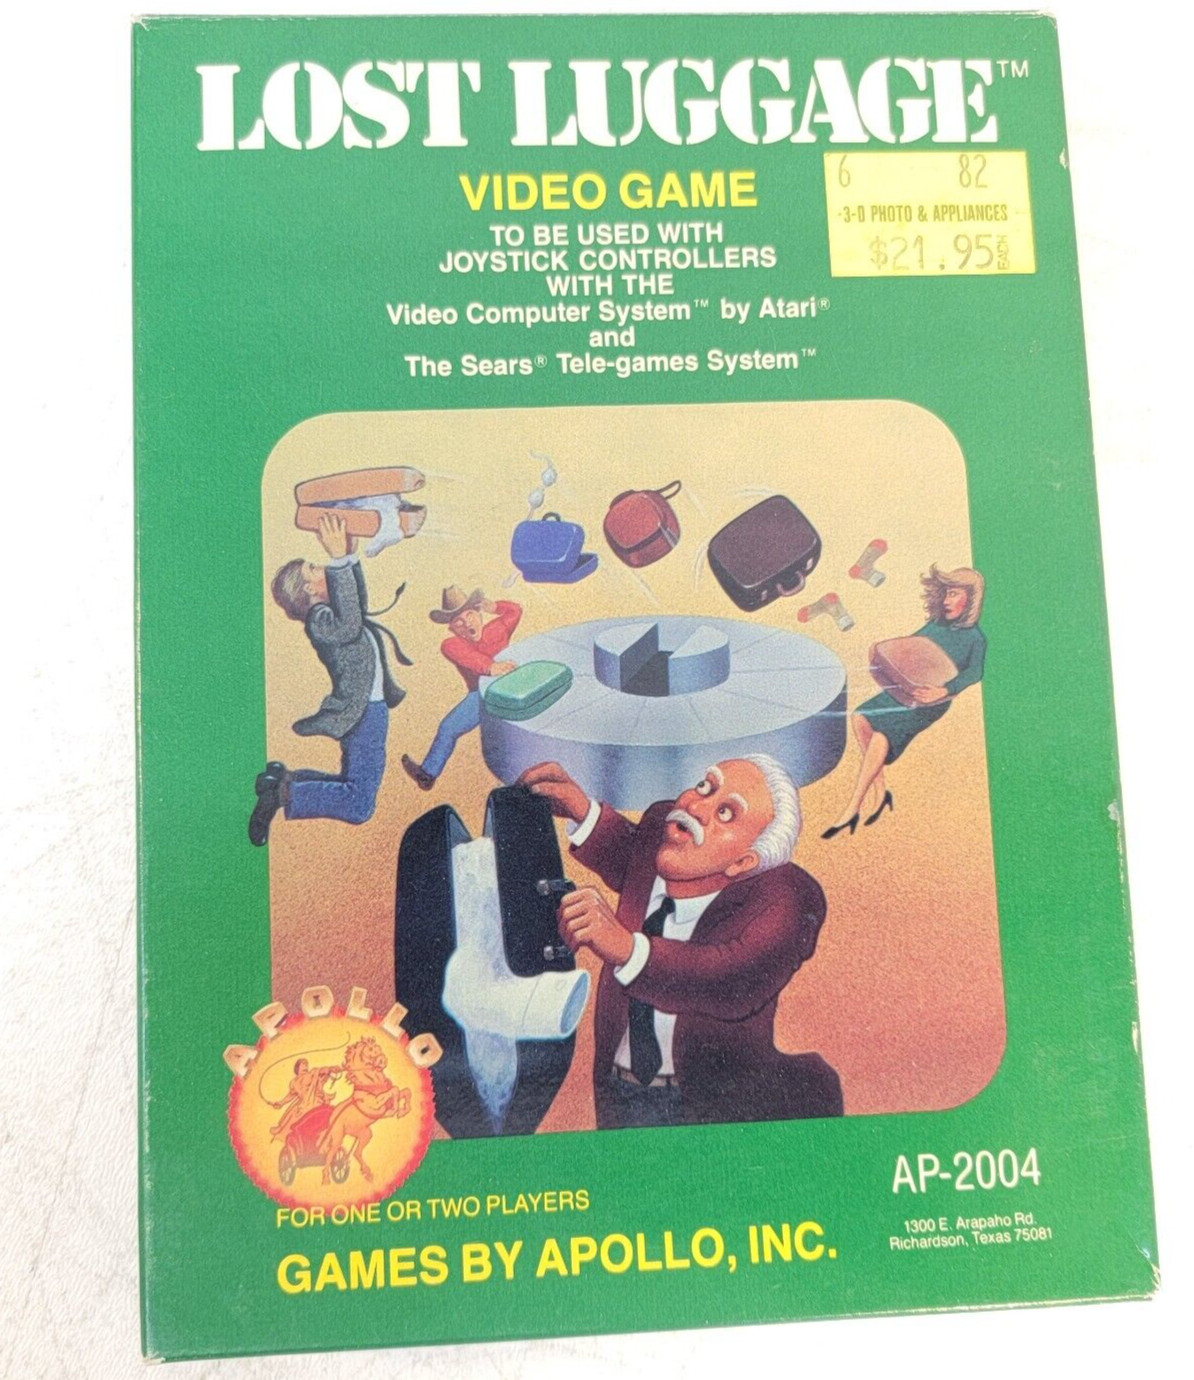 LOST LUGGAGE™
6 82
-3-D PHOTO & APPLIANCES
$21.95 EACH
VIDEO GAME
TO BE USED WITH
JOYSTICK CONTROLLERS
WITH THE
Video Computer System™ by Atari®
and
The Sears® Tele-games System™
APOLLO
FOR ONE OR TWO PLAYERS
GAMES BY APOLLO, INC.
AP-2004
1300 E. Arapaho Rd.
Richardson, Texas 75081